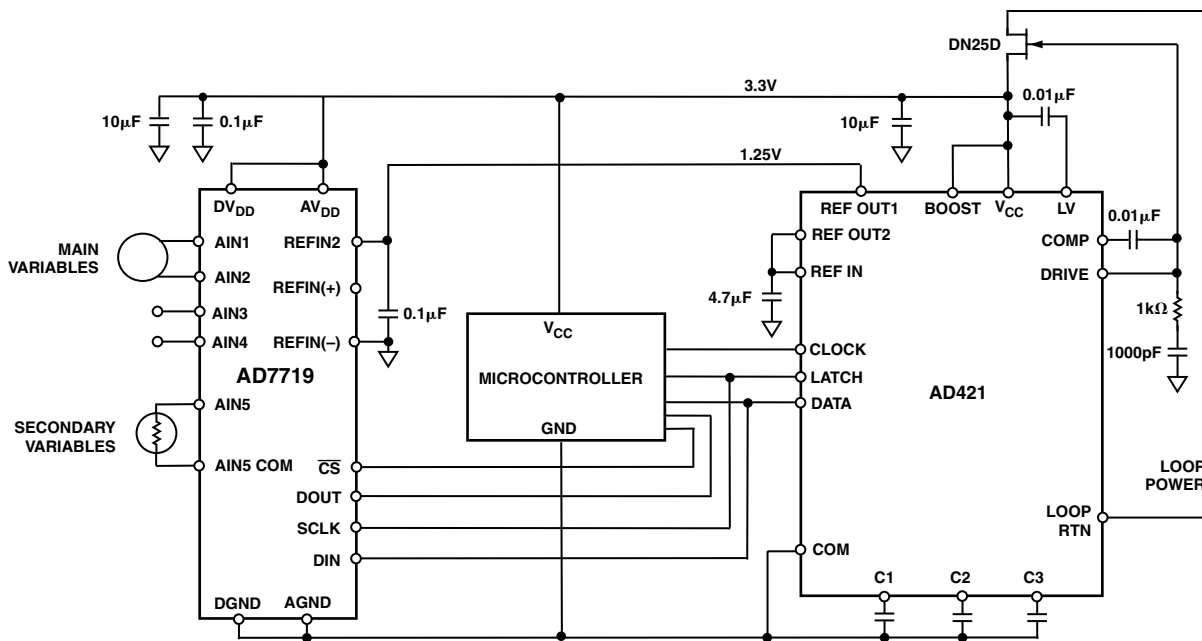 DN25D
3.3V
0.01µF
10µF
0.1µF
10µF
1.25V
DVDD
AVDD
REF OUT1
BOOST
VCC
LV
MAIN
VARIABLES
AIN1
REFIN2
REF OUT2
COMP
0.01µF
AIN2
REFIN(+)
REF IN
DRIVE
AIN3
0.1µF
4.7µF
1kΩ
AIN4
REFIN(–)
VCC
CLOCK
1000pF
AD7719
MICROCONTROLLER
LATCH
AD421
AIN5
DATA
SECONDARY
VARIABLES
GND
AIN5 COM
CS
LOOP
POWER
DOUT
SCLK
LOOP
RTN
DIN
COM
DGND
AGND
C1
C2
C3